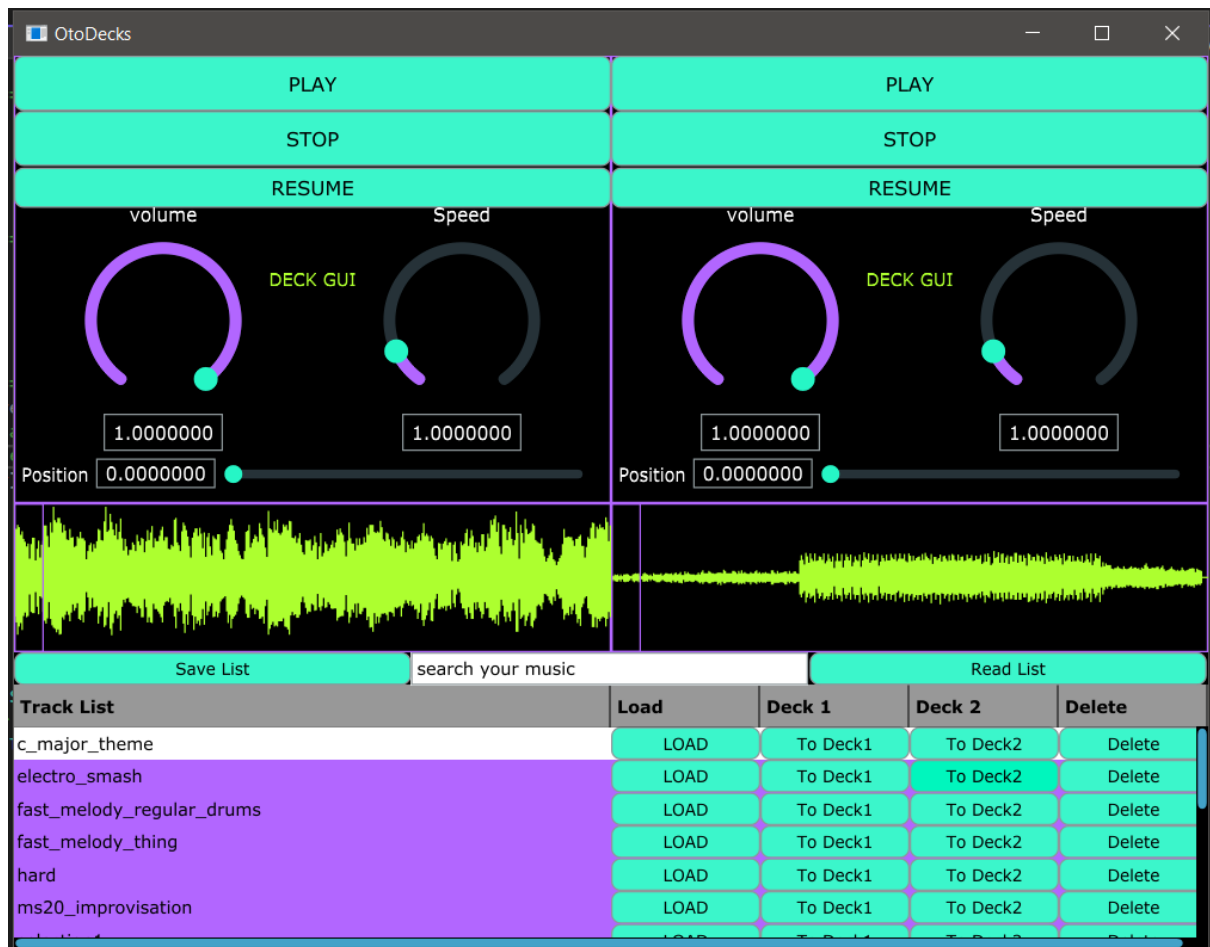 OtoDecks
PLAY PLAY
STOP STOP
RESUME RESUME
volume Speed volume Speed
DECK GUI DECK GUI
1.0000000 1.0000000 1.0000000 1.0000000
Position 0.0000000 Position 0.0000000
Save List search your music Read List
Track List Load Deck 1 Deck 2 Delete
c_major_theme LOAD To Deck1 To Deck2 Delete
electro_smash LOAD To Deck1 To Deck2 Delete
fast_melody_regular_drums LOAD To Deck1 To Deck2 Delete
fast_melody_thing LOAD To Deck1 To Deck2 Delete
hard LOAD To Deck1 To Deck2 Delete
ms20_improvisation LOAD To Deck1 To Deck2 Delete